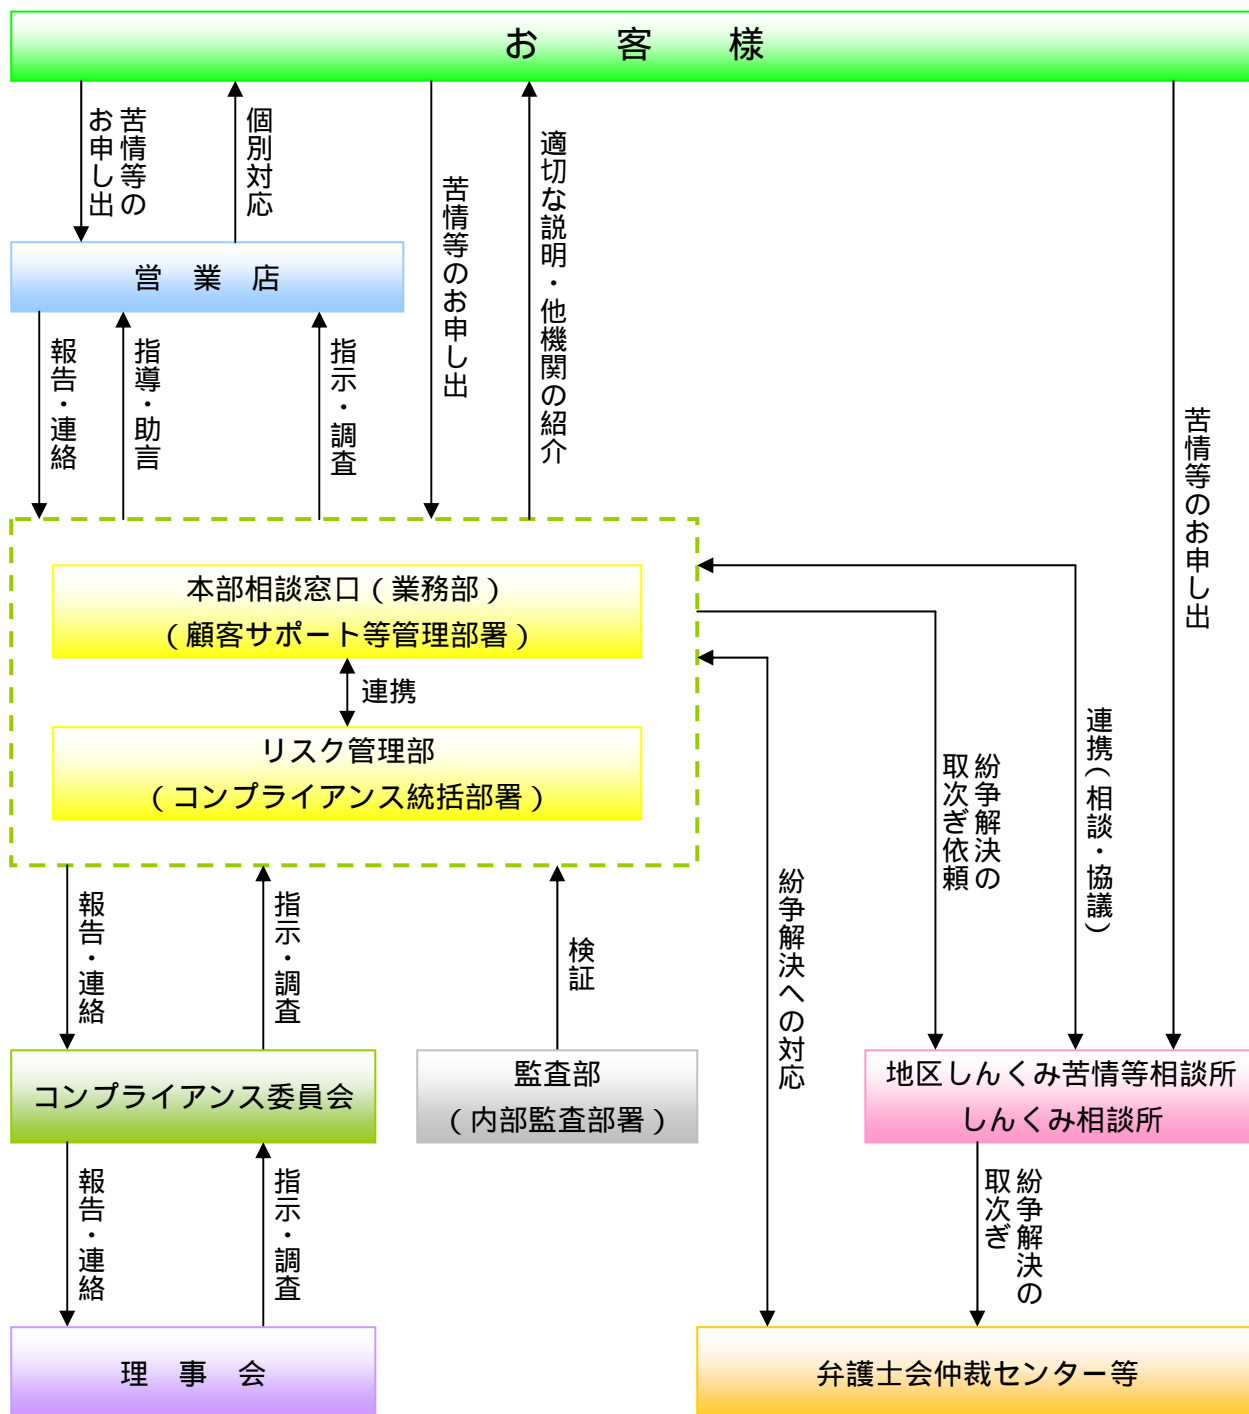 お　客　様
苦情等の
お申し出
個別対応
苦情等のお申し出
適切な説明・他機関の紹介
苦情等のお申し出
営　業　店
報告・連絡
指導・助言
指示・調査
本部相談窓口（業務部）
（顧客サポート等管理部署）
連携
リスク管理部
（コンプライアンス統括部署）
紛争解決への対応
紛争解決の
取次ぎ依頼
連携（相談・協議）
報告・連絡
指示・調査
検証
コンプライアンス委員会
監査部
（内部監査部署）
地区しんくみ苦情等相談所
しんくみ相談所
報告・連絡
指示・調査
紛争解決の
取次ぎ
理　事　会
弁護士会仲裁センター等